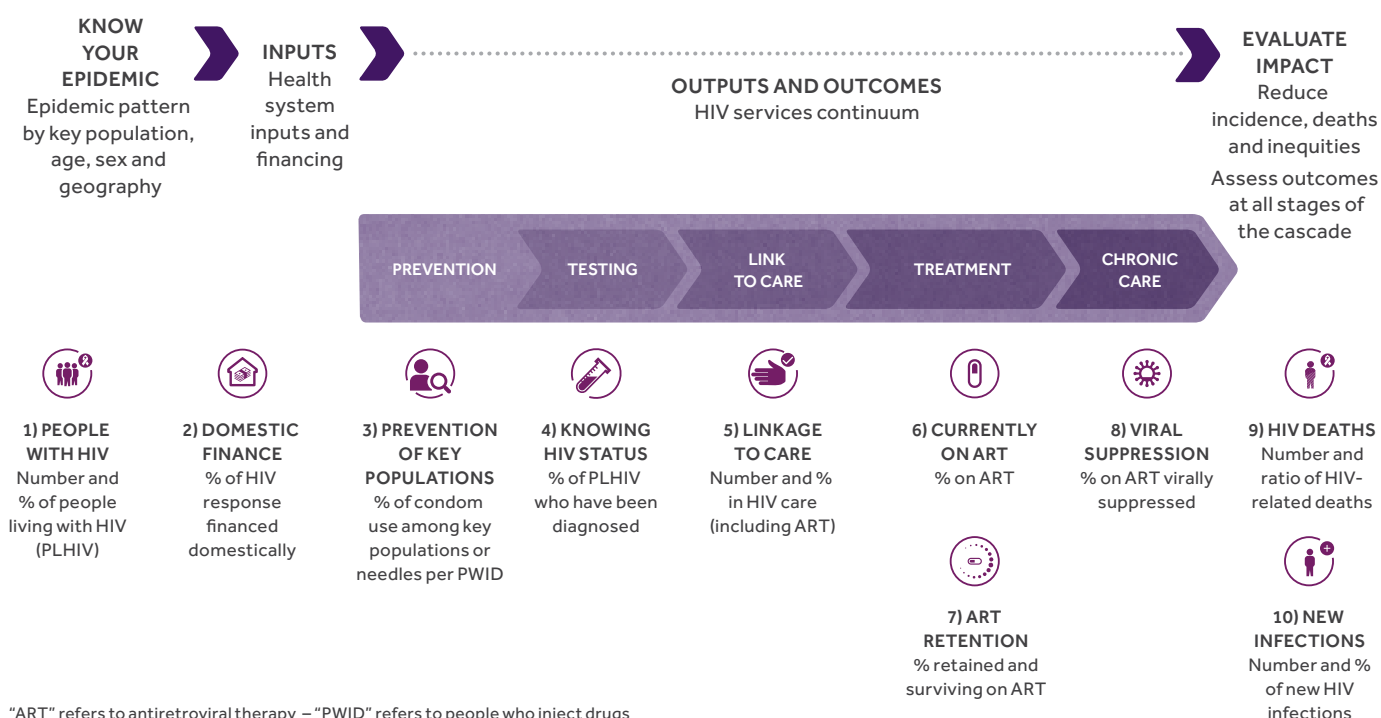 KNOW
YOUR
EPIDEMIC
Epidemic pattern
by key population,
age, sex and
geography
INPUTS
Health
system
inputs and
financing
OUTPUTS AND OUTCOMES
HIV services continuum
EVALUATE
IMPACT
Reduce
incidence, deaths
and inequities
Assess outcomes
at all stages of
the cascade
PREVENTION
TESTING
LINK
TO CARE
TREATMENT
CHRONIC
CARE
1) PEOPLE
WITH HIV
Number and
% of people
living with HIV
(PLHIV)
2) DOMESTIC
FINANCE
% of HIV
response
financed
domestically
3) PREVENTION
OF KEY
POPULATIONS
% of condom
use among key
populations or
needles per PWID
4) KNOWING
HIV STATUS
% of PLHIV
who have been
diagnosed
5) LINKAGE
TO CARE
Number and %
in HIV care
(including ART)
6) CURRENTLY
ON ART
% on ART
7) ART
RETENTION
% retained and
surviving on ART
8) VIRAL
SUPPRESSION
% on ART virally
suppressed
9) HIV DEATHS
Number and
ratio of HIV-
related deaths
10) NEW
INFECTIONS
Number and %
of new HIV
infections
"ART" refers to antiretroviral therapy – "PWID" refers to people who inject drugs